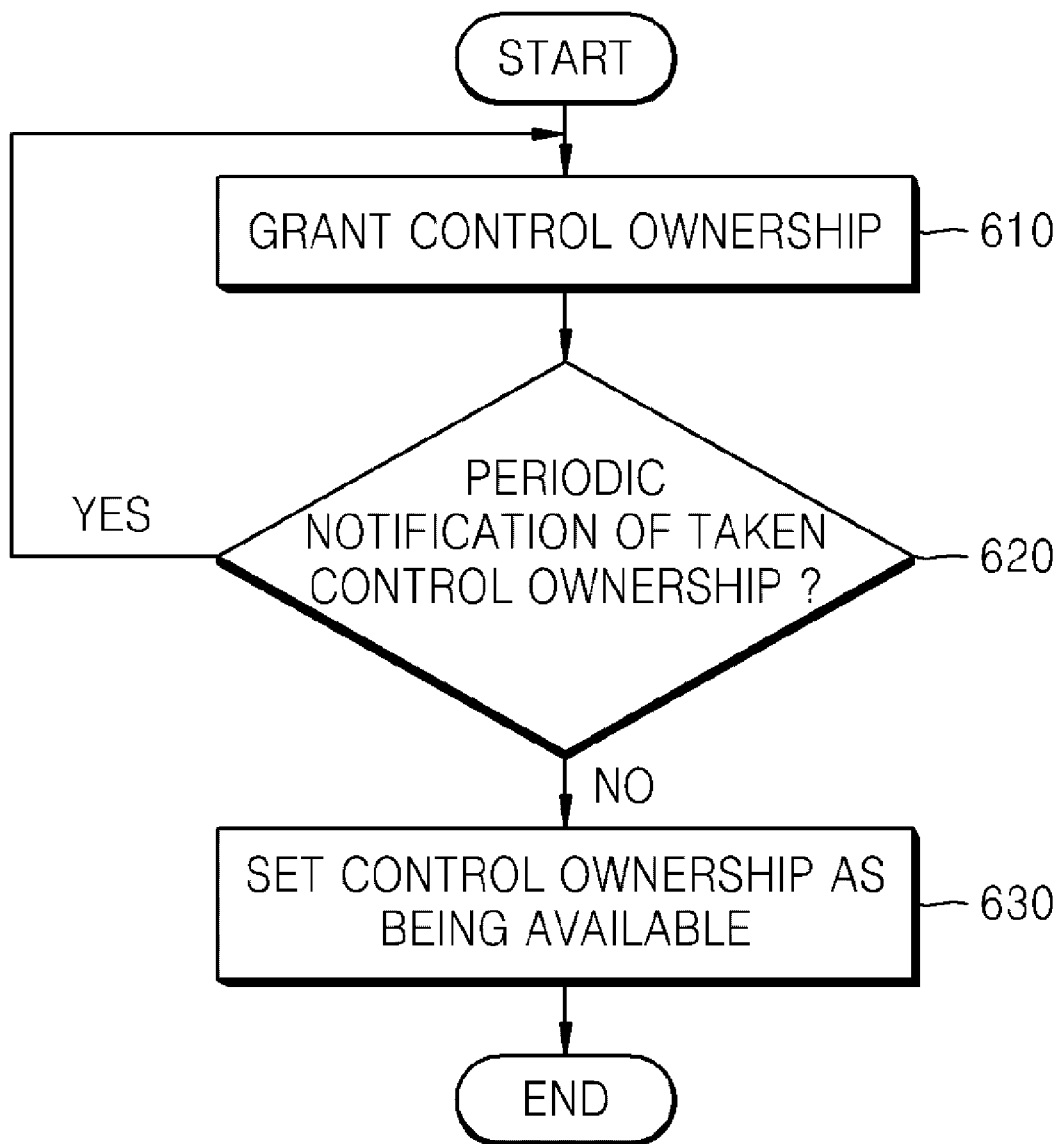 START
GRANT CONTROL OWNERSHIP
610
PERIODIC
NOTIFICATION OF TAKEN
CONTROL OWNERSHIP ?
620
YES
NO
SET CONTROL OWNERSHIP AS
BEING AVAILABLE
630
END